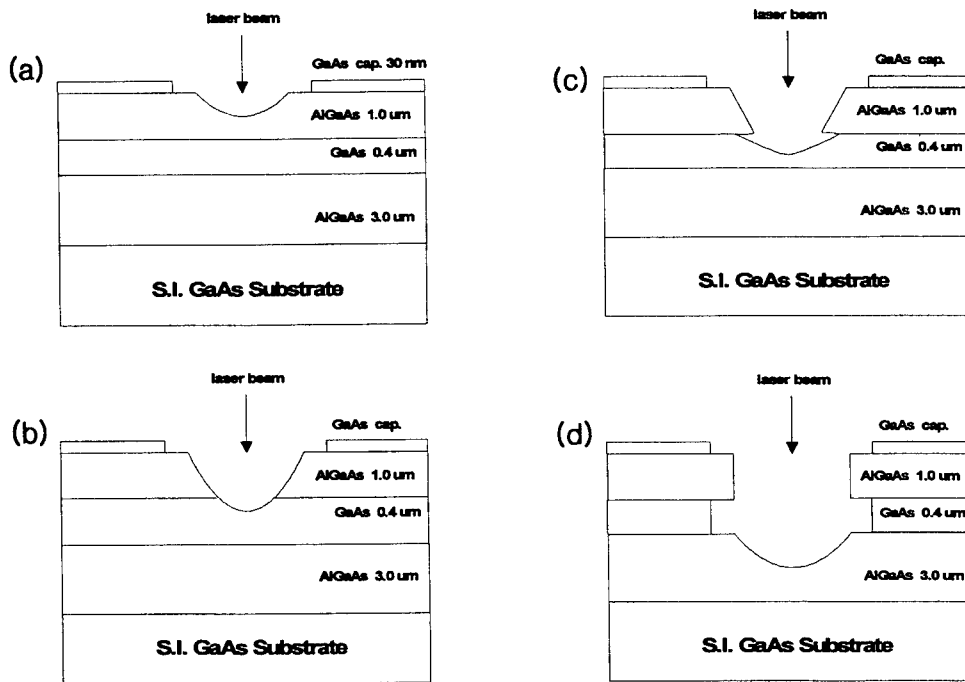 laser beam
(a)
GaAs cap. 30 nm
AlGaAs 1.0 um
GaAs 0.4 um
AlGaAs 3.0 um
S.I. GaAs Substrate
laser beam
(b)
GaAs cap.
AlGaAs 1.0 um
GaAs 0.4 um
AlGaAs 3.0 um
S.I. GaAs Substrate
laser beam
(c)
GaAs cap.
AlGaAs 1.0 um
GaAs 0.4 um
AlGaAs 3.0 um
S.I. GaAs Substrate
laser beam
(d)
GaAs cap.
AlGaAs 1.0 um
GaAs 0.4 um
AlGaAs 3.0 um
S.I. GaAs Substrate